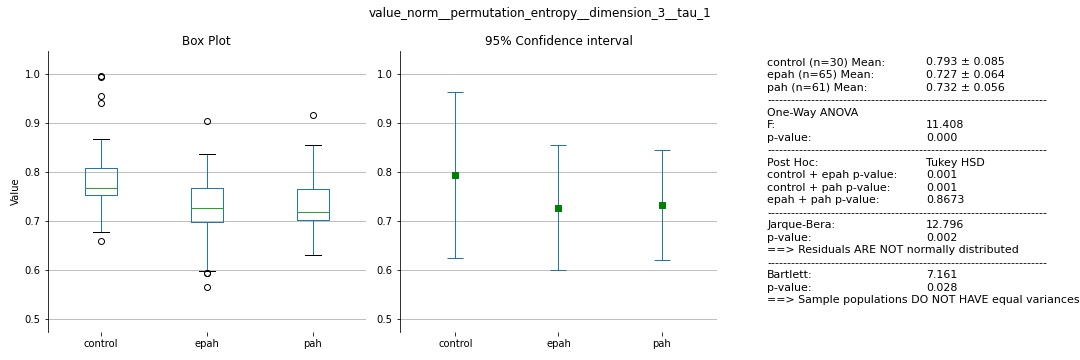 value_norm__permutation_entropy__dimension_3__tau_1
Box Plot
Value
1.0
0.9
0.8
0.7
0.6
0.5
control epah pah
95% Confidence interval
1.0
0.9
0.8
0.7
0.6
0.5
control epah pah
control (n=30) Mean: 0.793 ± 0.085
epah (n=65) Mean: 0.727 ± 0.064
pah (n=61) Mean: 0.732 ± 0.056
One-Way ANOVA
F: 11.408
p-value: 0.000
Post Hoc: Tukey HSD
control + epah p-value: 0.001
control + pah p-value: 0.001
epah + pah p-value: 0.8673
Jarque-Bera: 12.796
p-value: 0.002
==> Residuals ARE NOT normally distributed
Bartlett: 7.161
p-value: 0.028
==> Sample populations DO NOT HAVE equal variances